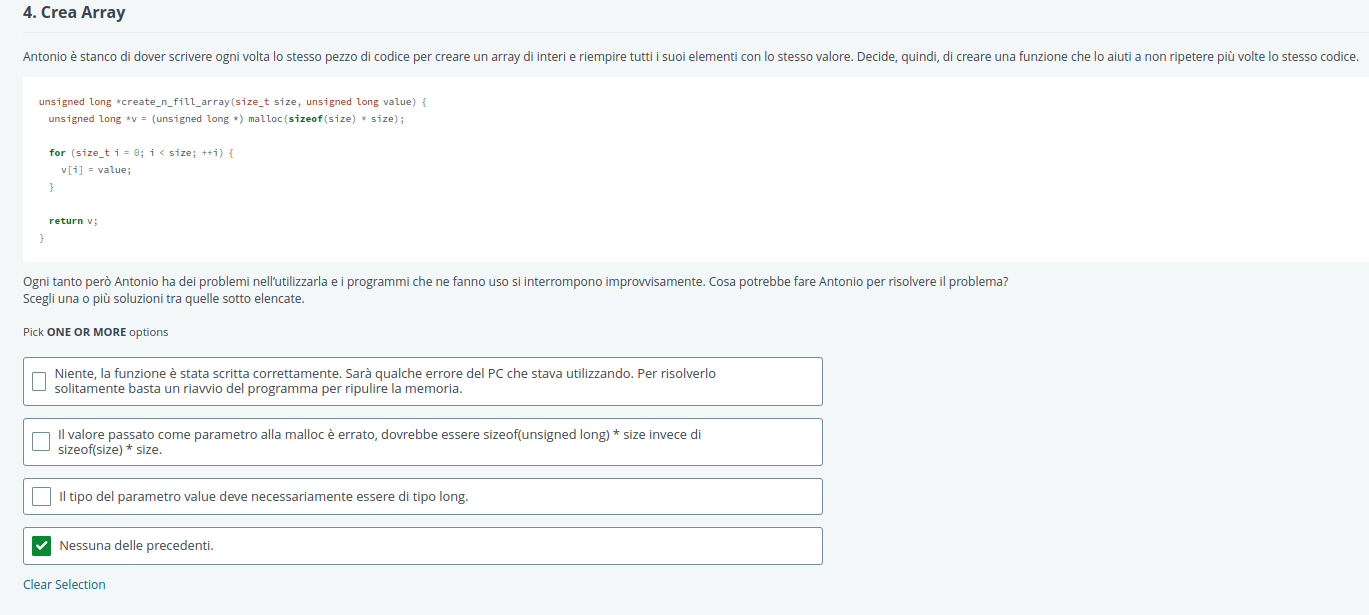 4. Crea Array
Antonio è stanco di dover scrivere ogni volta lo stesso pezzo di codice per creare un array di interi e riempire tutti i suoi elementi con lo stesso valore. Decide, quindi, di creare una funzione che lo aiuti a non ripetere più volte lo stesso codice.
unsigned long *create_n_fill_array(size_t size, unsigned long value) {
unsigned long *v = (unsigned long *) malloc(sizeof(size) * size);
for (size_t i = 0; i < size; ++i) {
v[i] = value;
}
return v;
}
Ogni tanto però Antonio ha dei problemi nell'utilizzarla e i programmi che ne fanno uso si interrompono improvvisamente. Cosa potrebbe fare Antonio per risolvere il problema?
Scegli una o più soluzioni tra quelle sotto elencate.
Pick ONE OR MORE options
Niente, la funzione è stata scritta correttamente. Sarà qualche errore del PC che stava utilizzando. Per risolverlo
solitamente basta un riavvio del programma per ripulire la memoria.
Il valore passato come parametro alla malloc è errato, dovrebbe essere sizeof(unsigned long) * size invece di
sizeof(size) * size.
Il tipo del parametro value deve necessariamente essere di tipo long.
Nessuna delle precedenti.
Clear Selection